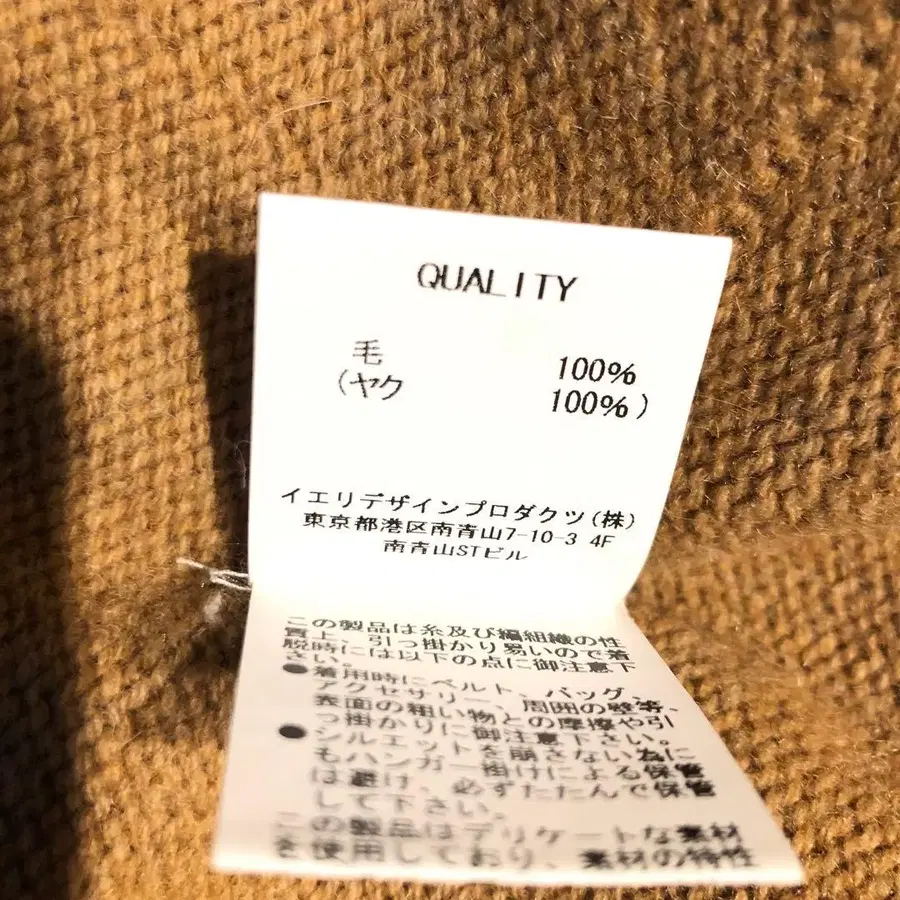 QUALITY
毛 100%
(ヤク 100%)
イエリデザインプロダクツ(株)
東京都港区南青山7-10-3 4F
南青山STビル
この製品は糸及び編組織の性
質上、引っ掛かり易いので着
脱時には以下の点に御注意下
さい。
●着用時にベルト、バッグ、
アクセサリー、周囲の壁等、
表面の粗い物との摩擦や引
っ掛かりに御注意下さい。
●シルエットを崩さない為に
もハンガー掛けによる保管
は避け、必ずたたんで保管
して下さい。
この製品はデリケートな素材
を使用しており、素材の特性